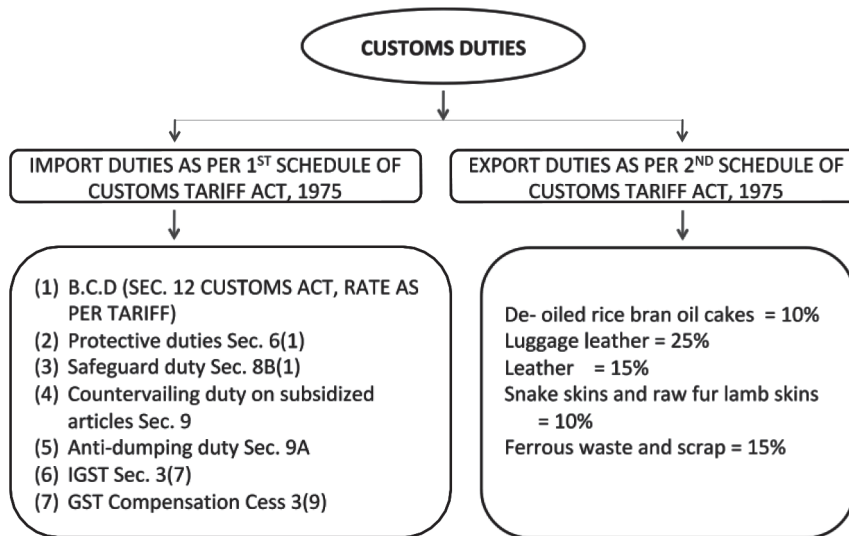 CUSTOMS DUTIES
IMPORT DUTIES AS PER 1ST SCHEDULE OF
CUSTOMS TARIFF ACT, 1975
EXPORT DUTIES AS PER 2ND SCHEDULE OF
CUSTOMS TARIFF ACT, 1975
(1) B.C.D (SEC. 12 CUSTOMS ACT, RATE AS
PER TARIFF)
(2) Protective duties Sec. 6(1)
(3) Safeguard duty Sec. 8B(1)
(4) Countervailing duty on subsidized
articles Sec. 9
(5) Anti-dumping duty Sec. 9A
(6) IGST Sec. 3(7)
(7) GST Compensation Cess 3(9)
De- oiled rice bran oil cakes = 10%
Luggage leather = 25%
Leather = 15%
Snake skins and raw fur lamb skins
= 10%
Ferrous waste and scrap = 15%